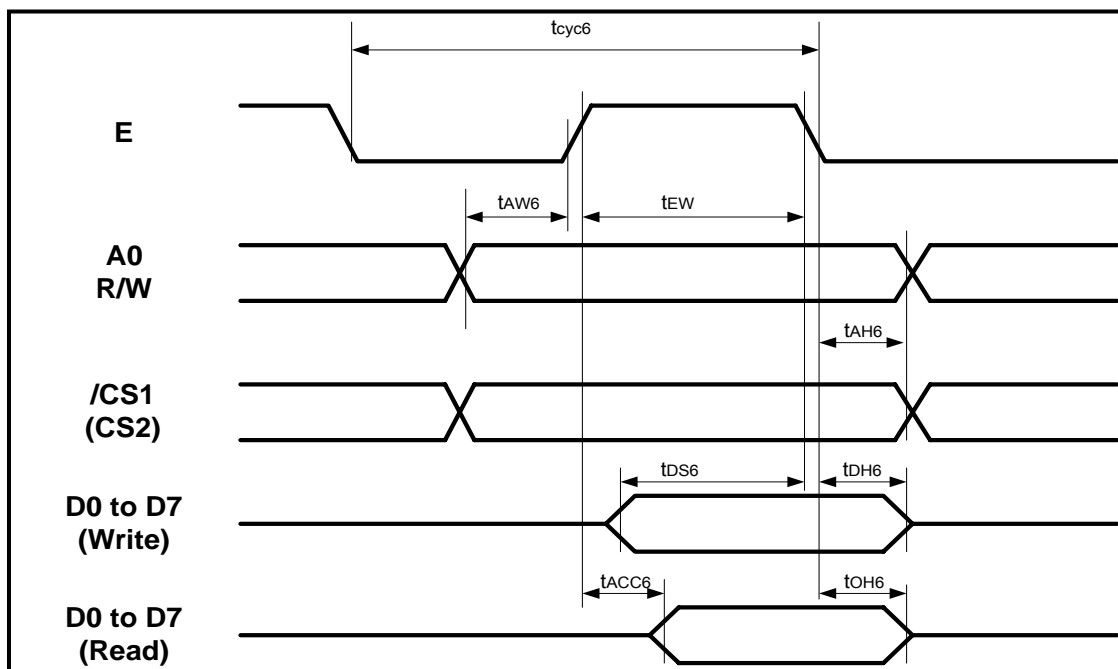 tcyc6
E
tAW6
tEW
A0
R/W
tAH6
/CS1
(CS2)
tDS6
tDH6
D0 to D7
(Write)
tACC6
tOH6
D0 to D7
(Read)